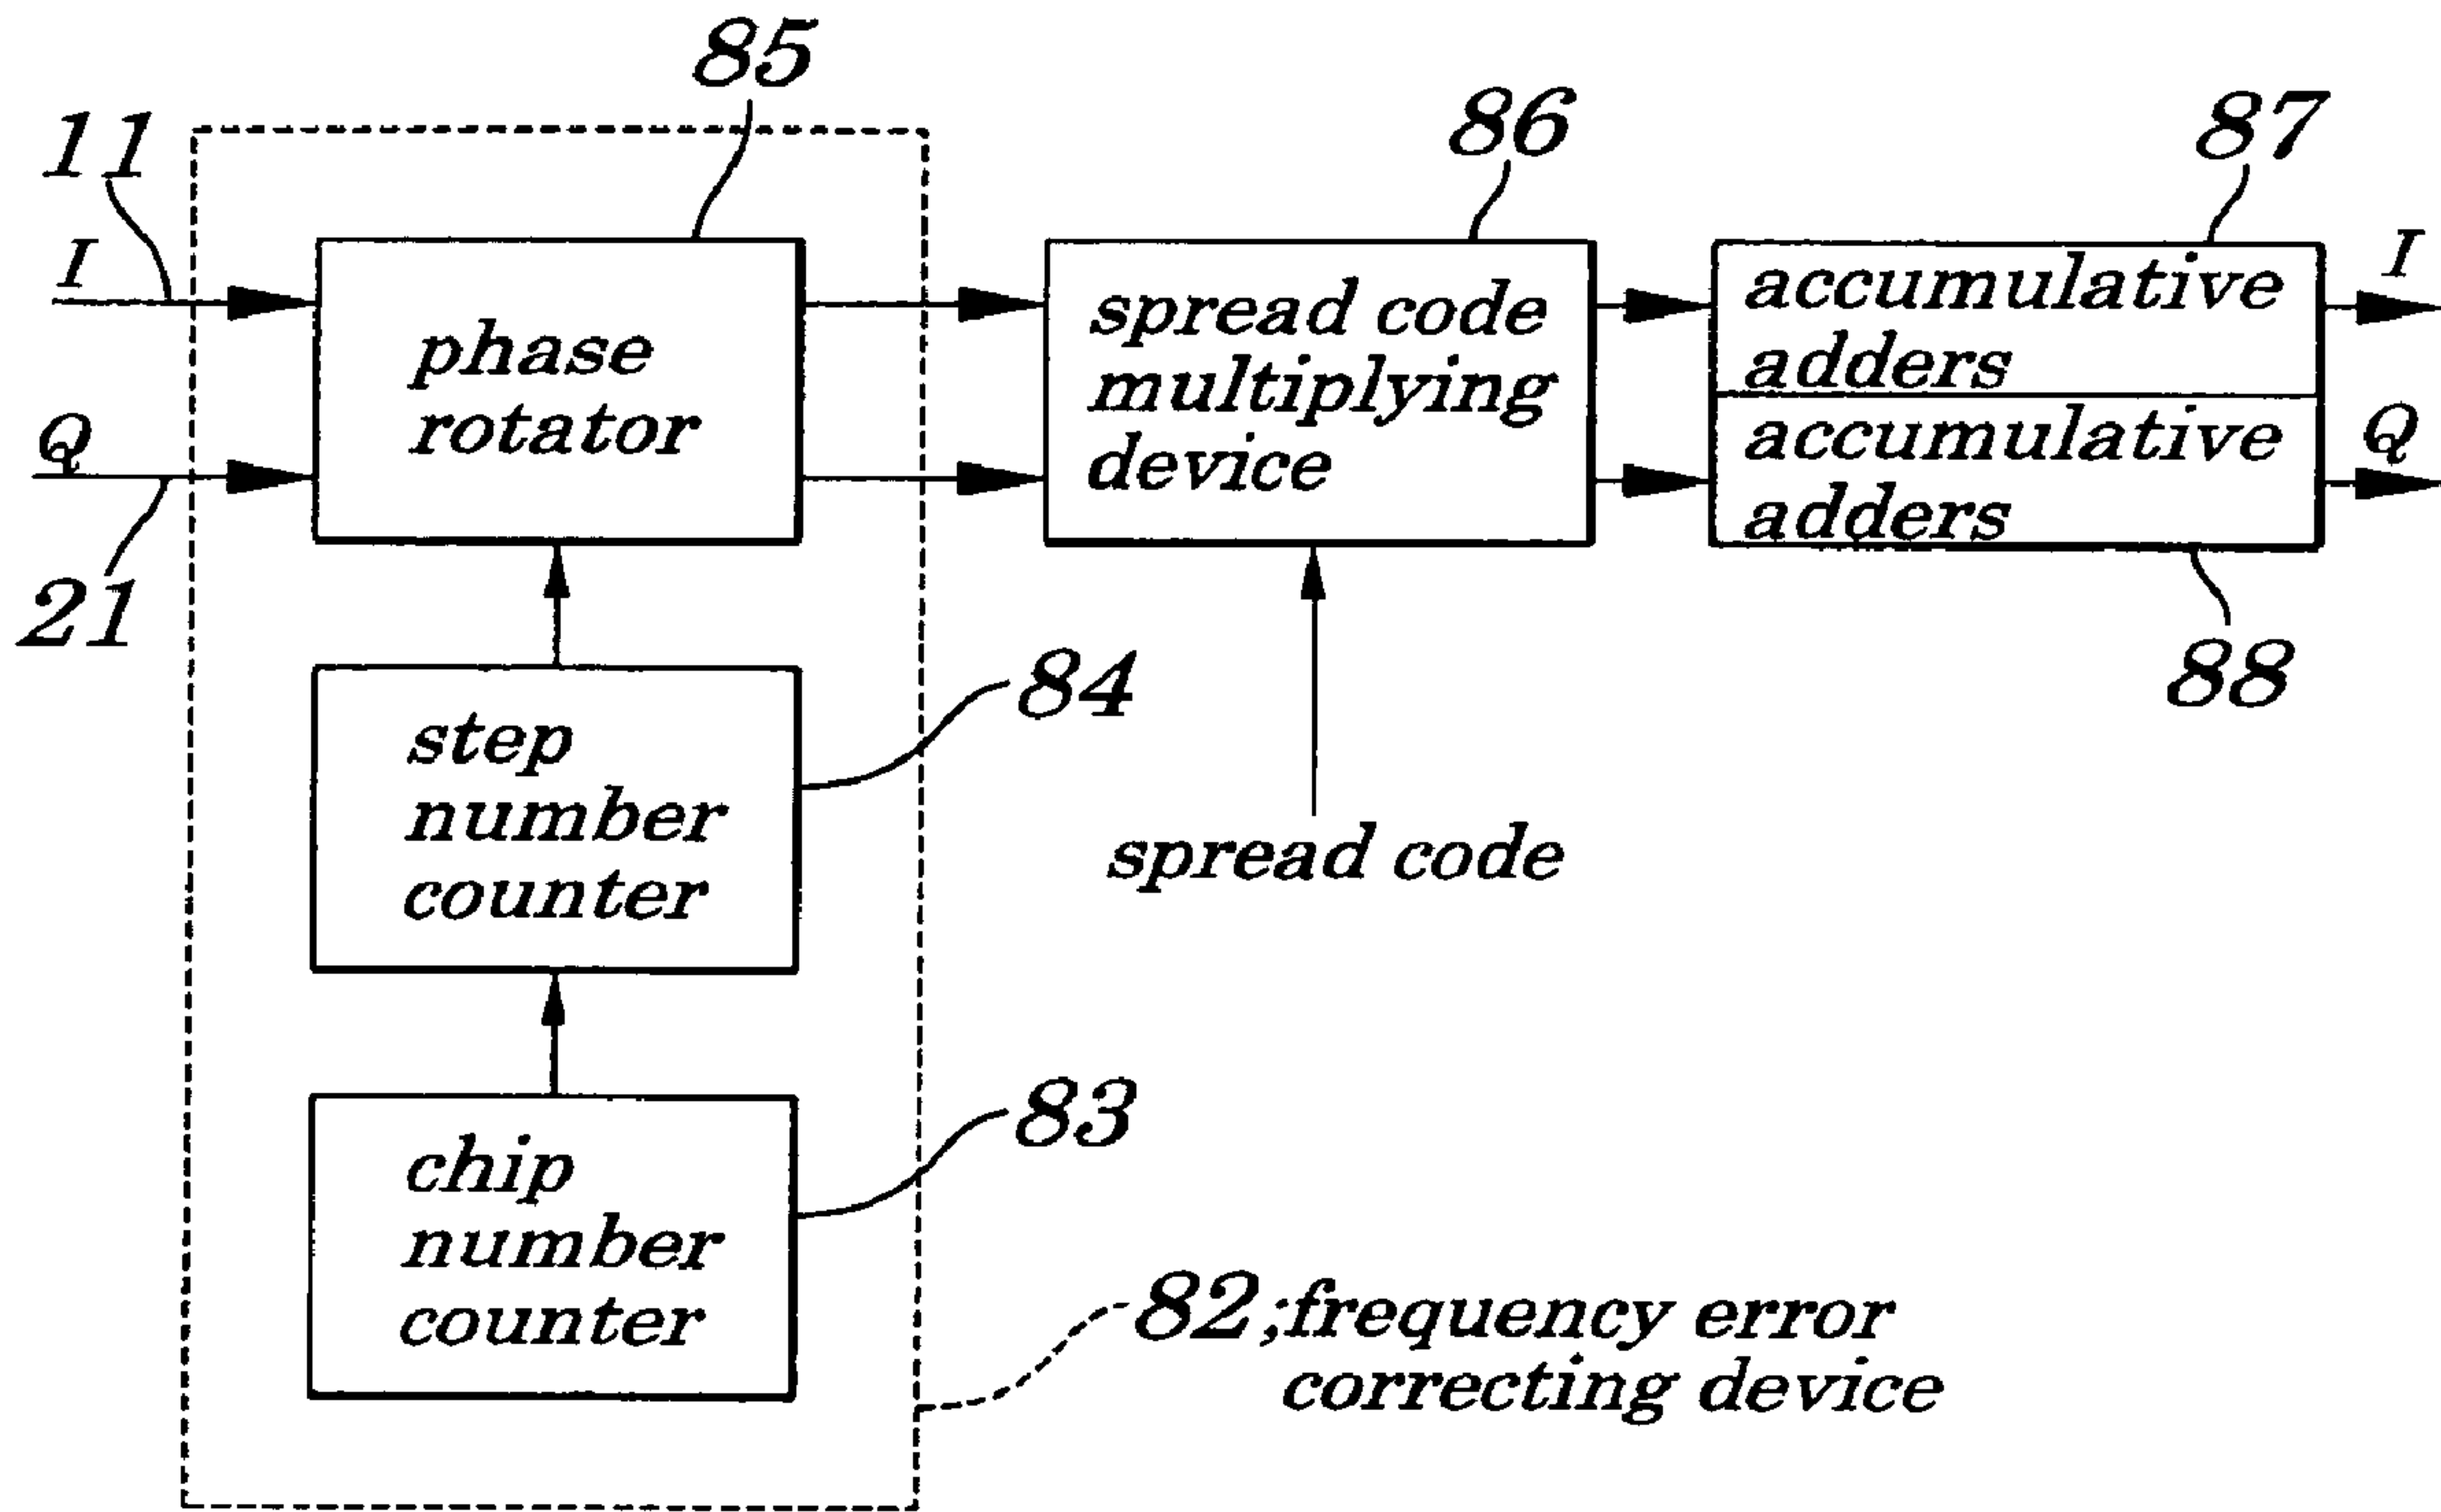 85
86
87
11
I
phase
rotator
spread code
multiplying
device
accumulative
adders
accumulative
adders
I
Q
Q
21
88
step
number
counter
84
spread code
chip
number
counter
83
82;frequency error
correcting device